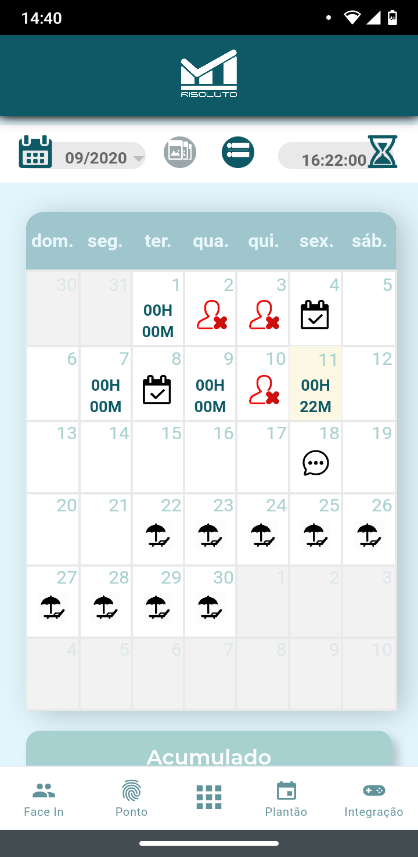 14:40
RISOLUTO
09/2020
16:22:00
dom. seg. ter. qua. qui. sex. sáb.
30 31 1 2 3 4 5
00H
00M
6 7 8 9 10 11 12
00H 00H 00H
00M 00M 22M
13 14 15 16 17 18 19
20 21 22 23 24 25 26
27 28 29 30 1 2 3
4 5 6 7 8 9 10
Acumulado
Face In Ponto Plantão Integração